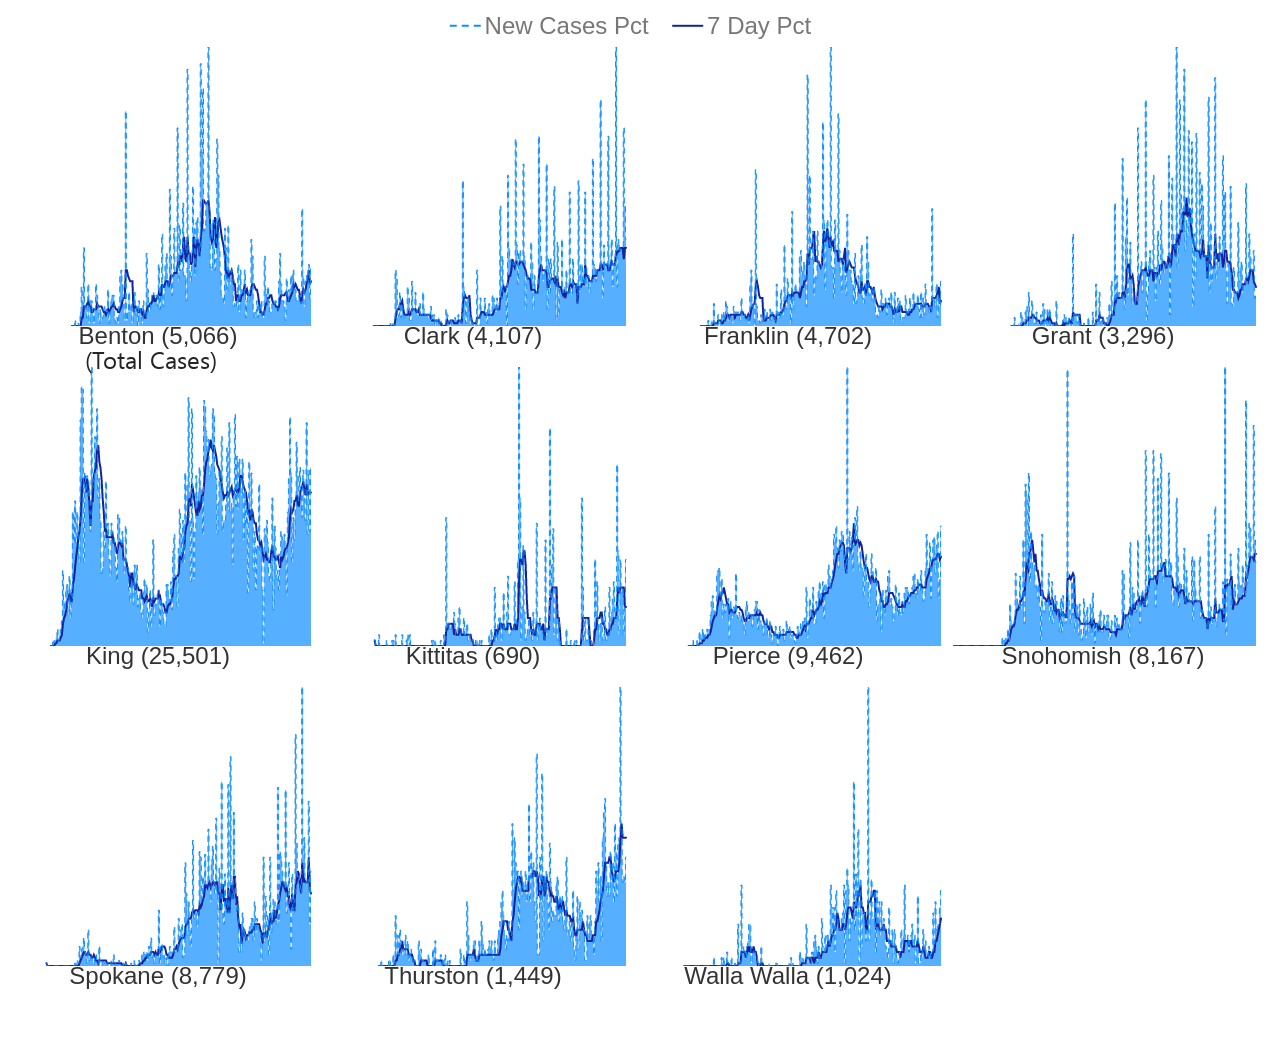 New Cases Pct 7 Day Pct
Benton (5,066) Clark (4,107) Franklin (4,702) Grant (3,296)
(Total Cases)
King (25,501) Kittitas (690) Pierce (9,462) Snohomish (8,167)
Spokane (8,779) Thurston (1,449) Walla Walla (1,024)